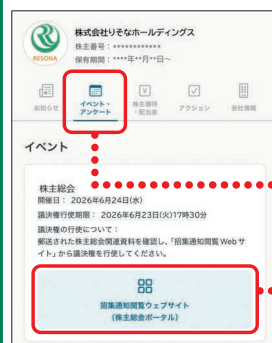 株式会社りそなホールディングス
株主番号：************
RESONA
保有期間：****年**月**日～
お知らせ
イベント・
アンケート
株主優待
・配当金
アクション
会社情報
イベント
株主総会
開催日： 2026年6月24日(水)
議決権行使期限： 2026年6月23日(火)17時30分
議決権の行使について：
郵送された株主総会関連資料を確認し、「招集通知閲覧Webサ
イト」から議決権を行使してください。
招集通知閲覧ウェブサイト
(株主総会ポータル)